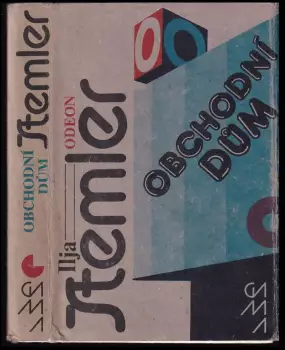 OBCHODNÍ
DŮM
Štemler
Ilja
Štemler
ODEON
OBCHODNÍ
DŮM